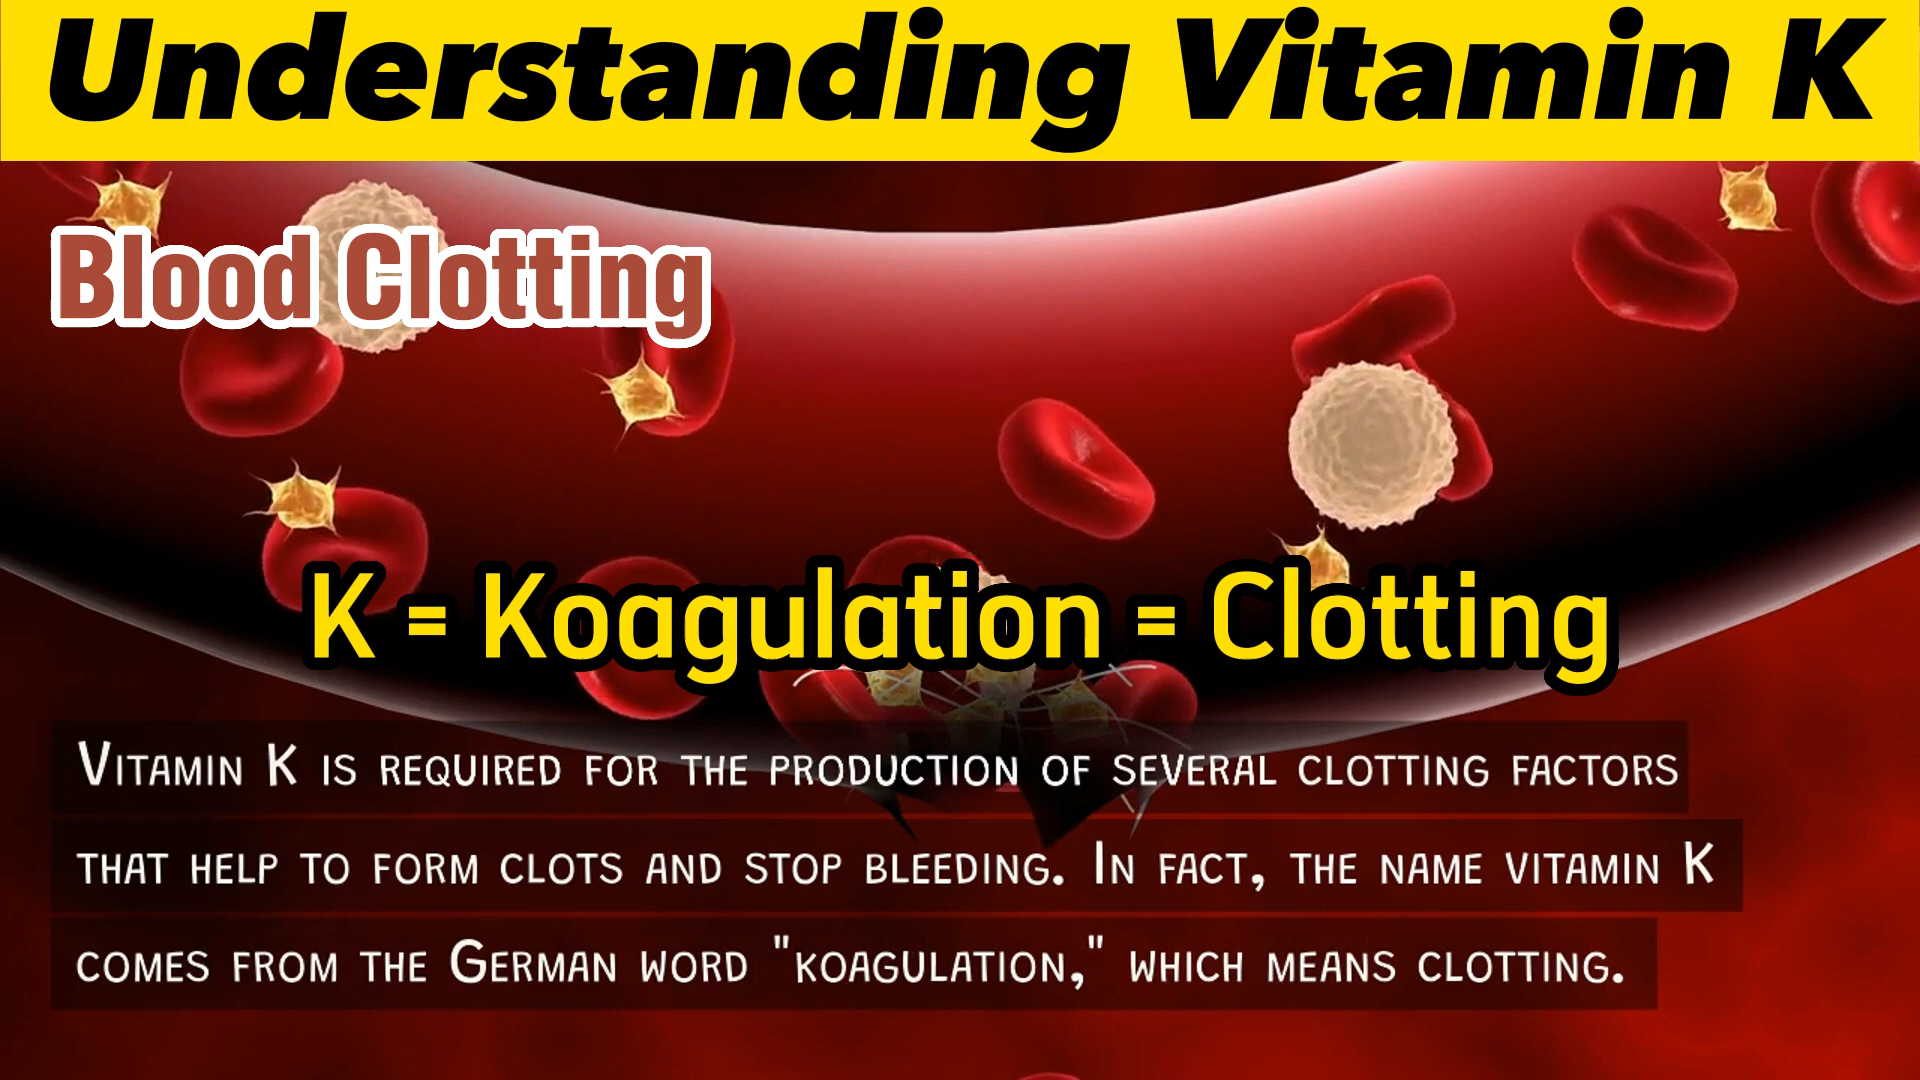 Understanding Vitamin K
Blood Clotting
K = Koagulation = Clotting
Vitamin K is required for the production of several clotting factors
that help to form clots and stop bleeding. In fact, the name vitamin K
comes from the German word "koagulation," which means clotting.